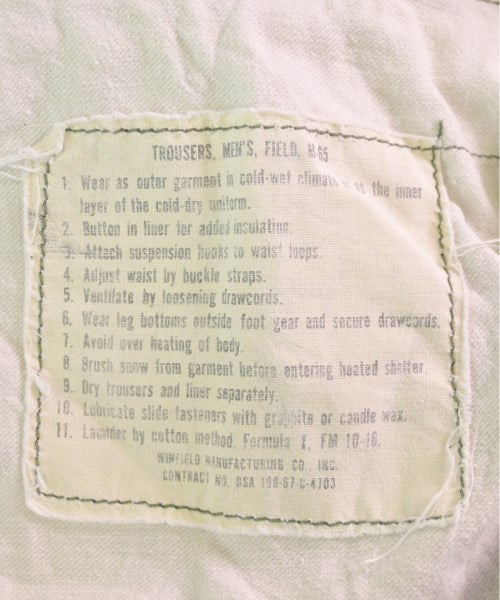 TROUSERS, MEN'S, FIELD, M-65
1. Wear as outer garment in cold-wet climate as the inner
layer of the cold-dry uniform.
2. Button in liner for added insulation.
3. Attach suspension hooks to waist loops.
4. Adjust waist by buckle straps.
5. Ventilate by loosening drawcords.
6. Wear leg bottoms outside foot gear and secure drawcords.
7. Avoid over heating of body.
8. Brush snow from garment before entering heated shelter.
9. Dry trousers and liner separately.
10. Lubricate slide fasteners with graphite or candle wax.
11. Launder by cotton method, Formula FM 10-16.
WINFIELD MANUFACTURING CO., INC.
CONTRACT NO. DSA 100-67 C-4703